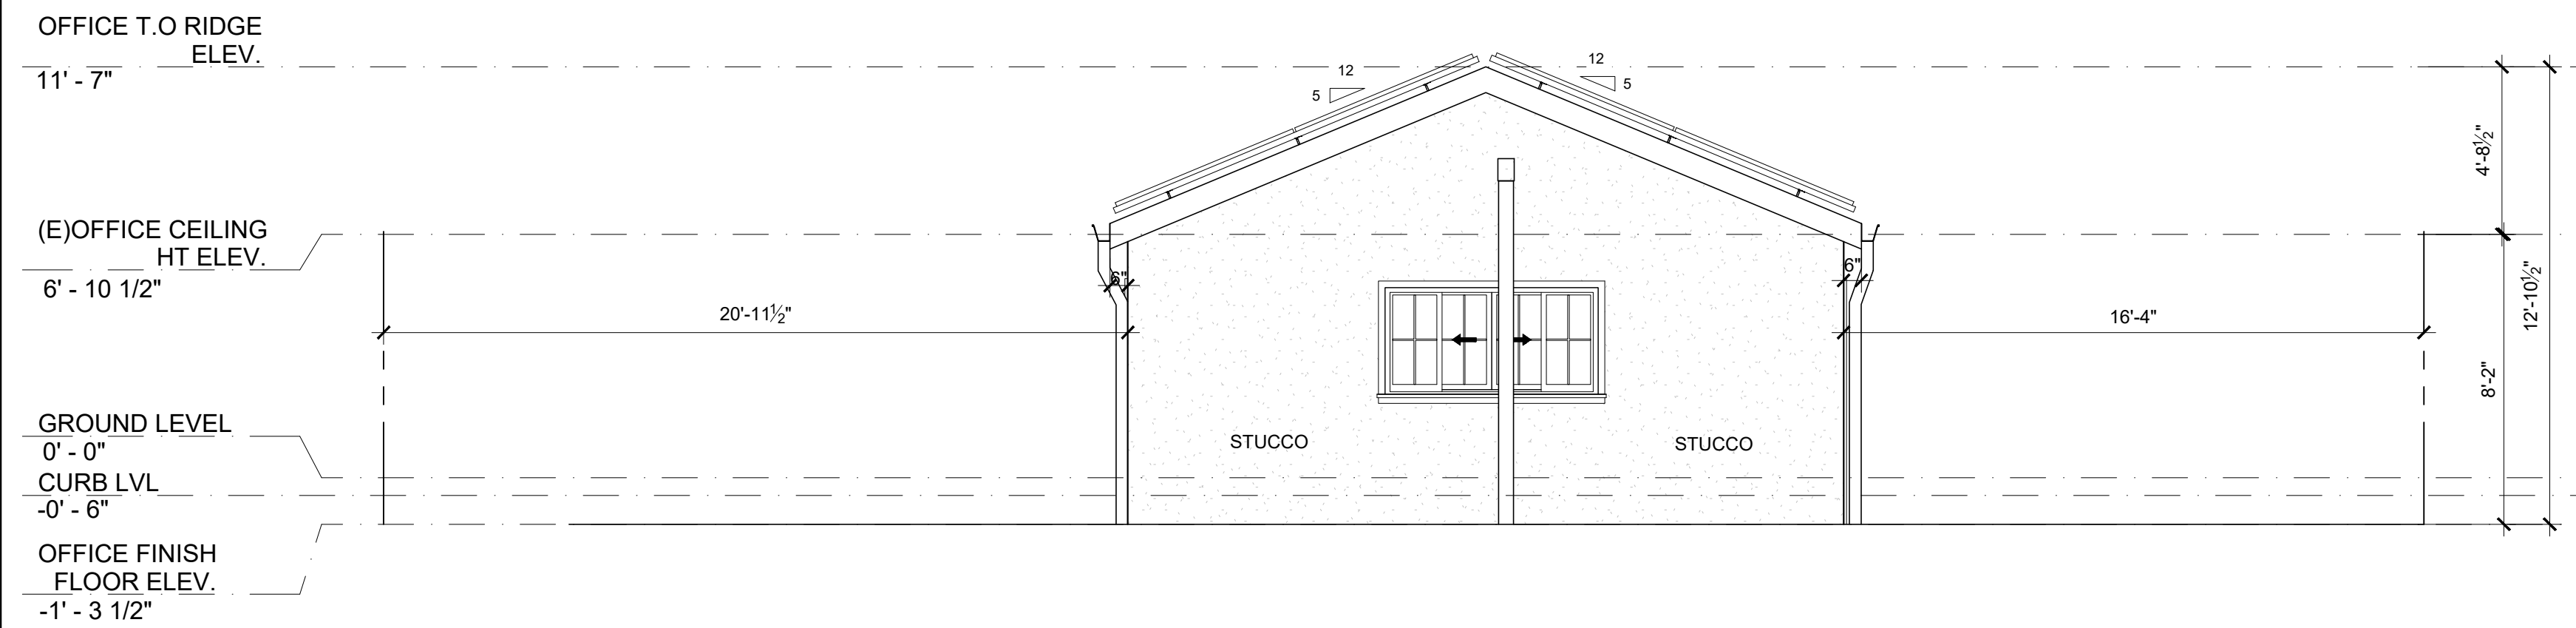 OFFICE T.O RIDGE
ELEV.
11' - 7"
12
5
12
5
4'-8½"
(E)OFFICE CEILING
HT ELEV.
6' - 10 1/2"
6"
6"
20'-11½"
16'-4"
12'-10½"
8'-2"
GROUND LEVEL
0' - 0"
STUCCO
STUCCO
CURB LVL
-0' - 6"
OFFICE FINISH
FLOOR ELEV.
-1' - 3 1/2"